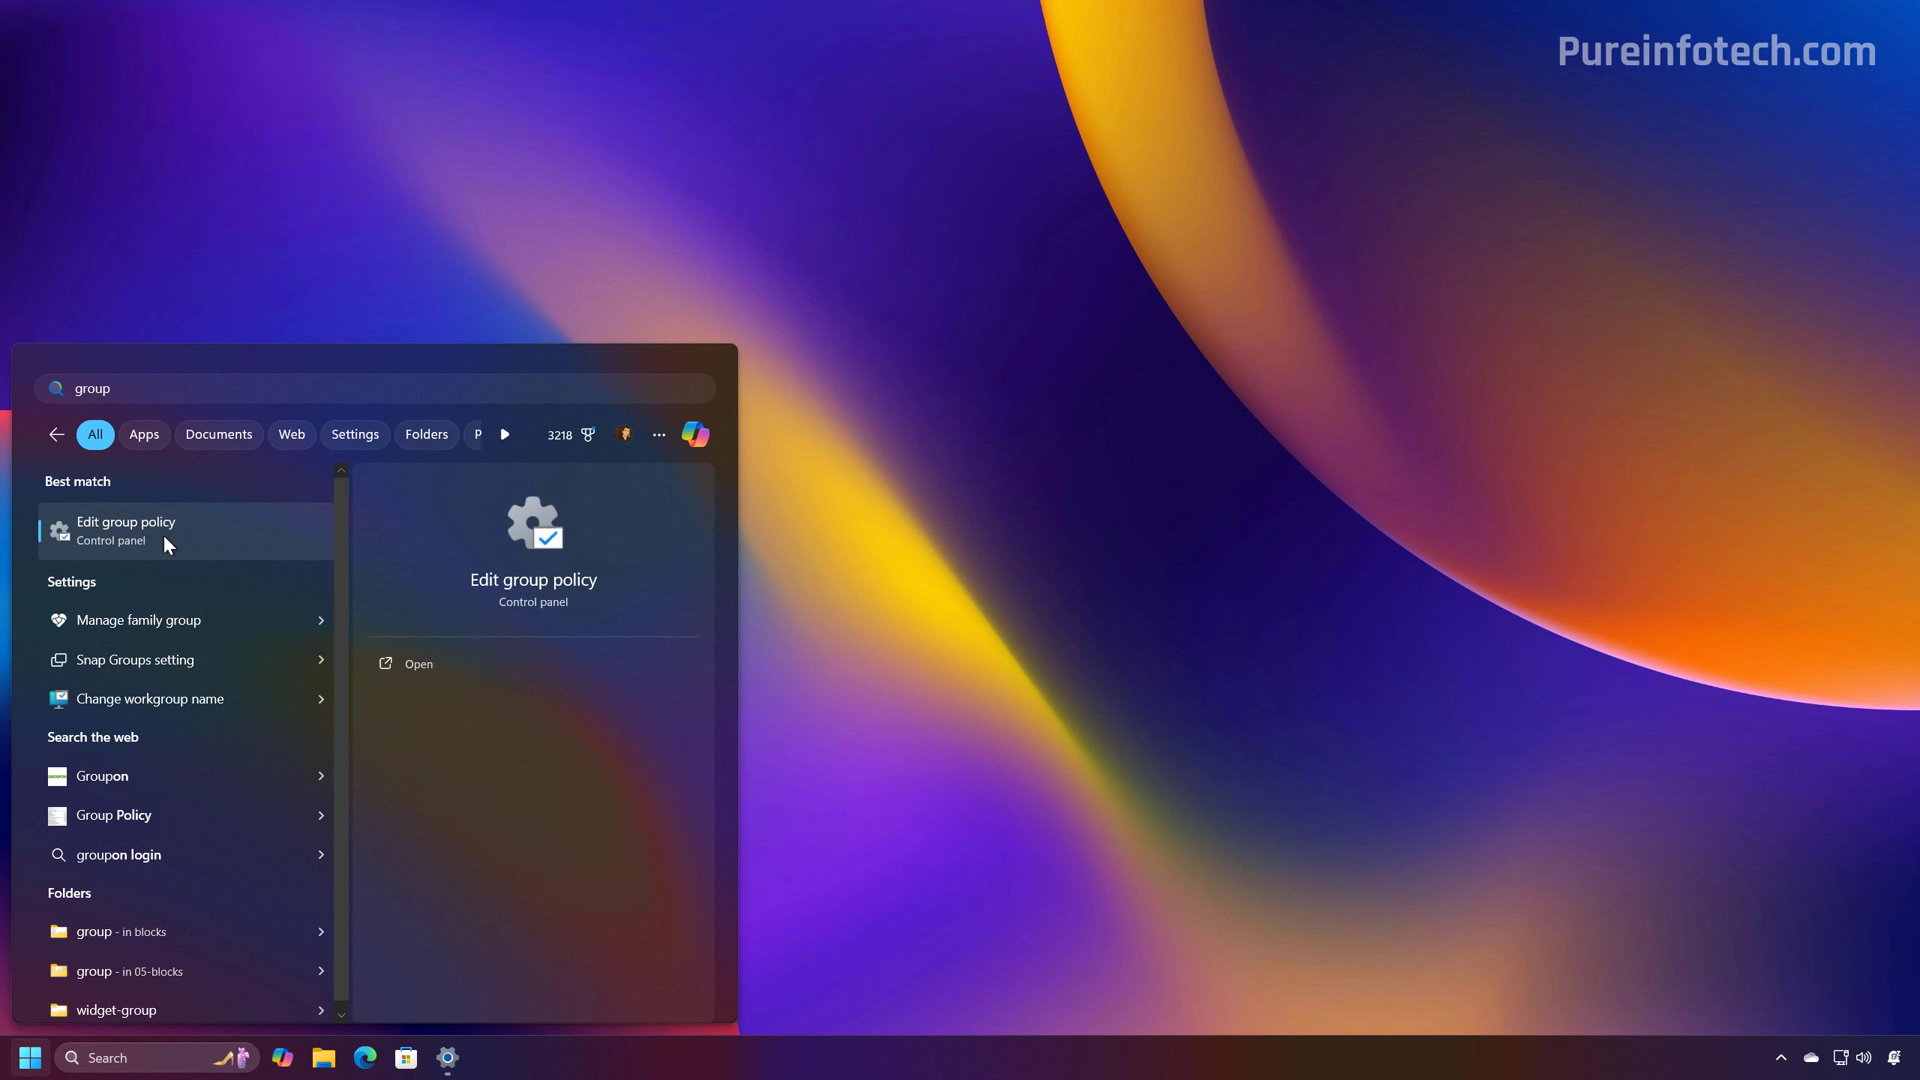 Pureinfotech.com
group
All Apps Documents Web Settings Folders P 3218
Best match
Edit group policy
Control panel
Edit group policy
Control panel
Open
Settings
Manage family group
Snap Groups setting
Change workgroup name
Search the web
Groupon
Group Policy
groupon login
Folders
group - in blocks
group - in 05-blocks
widget-group
Search